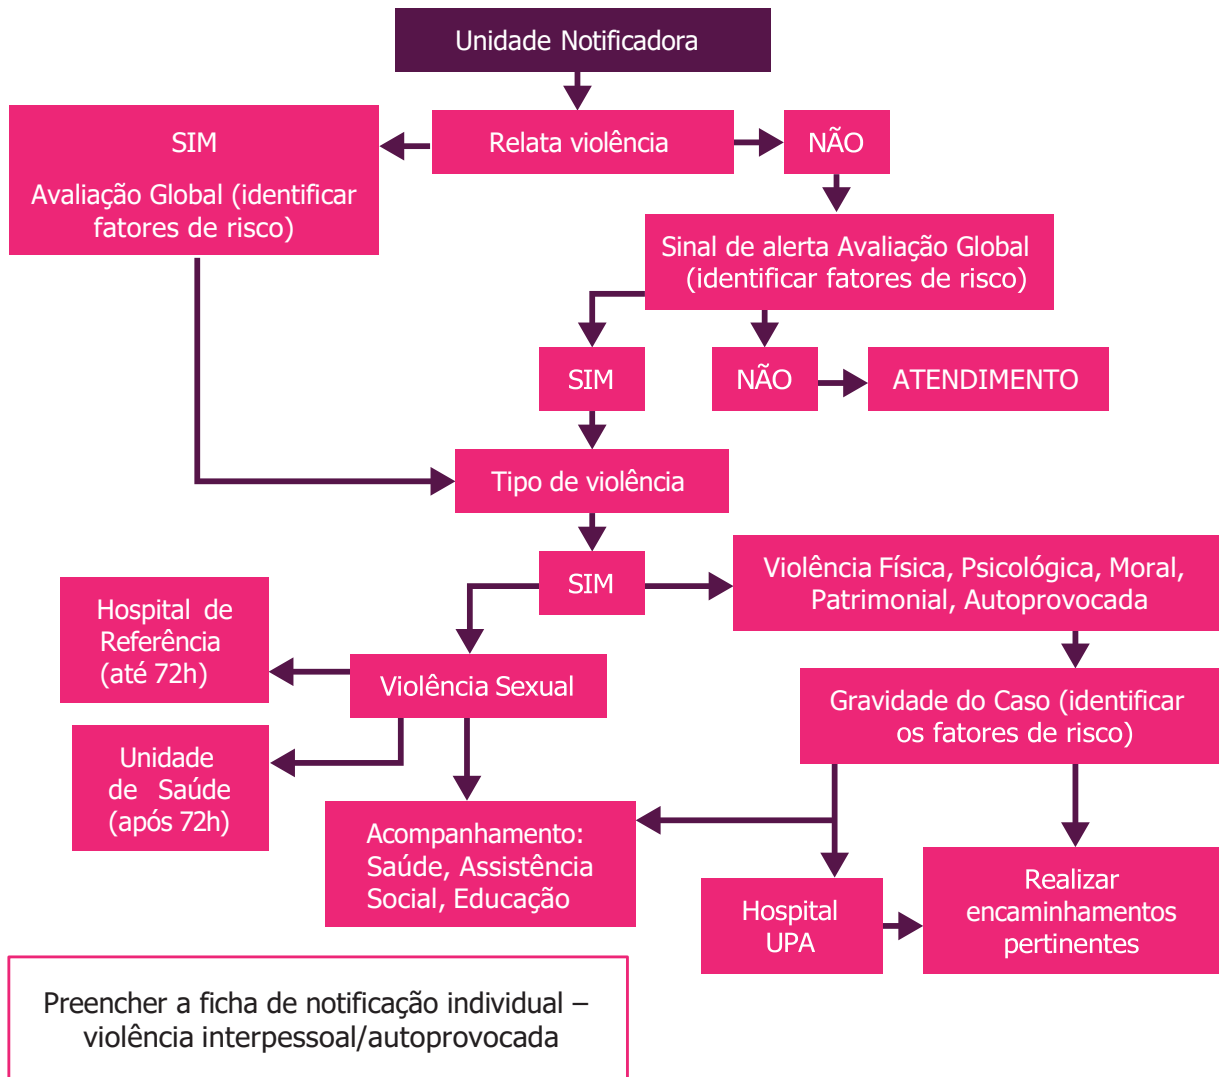 Unidade Notificadora
SIM
Avaliação Global (identificar
fatores de risco)
Relata violência
NÃO
Sinal de alerta Avaliação Global
(identificar fatores de risco)
SIM
NÃO
ATENDIMENTO
Tipo de violência
SIM
Violência Física, Psicológica, Moral,
Patrimonial, Autoprovocada
Hospital de
Referência
(até 72h)
Violência Sexual
Gravidade do Caso (identificar
os fatores de risco)
Unidade
de Saúde
(após 72h)
Acompanhamento:
Saúde, Assistência
Social, Educação
Hospital
UPA
Realizar
encaminhamentos
pertinentes
Preencher a ficha de notificação individual –
violência interpessoal/autoprovocada